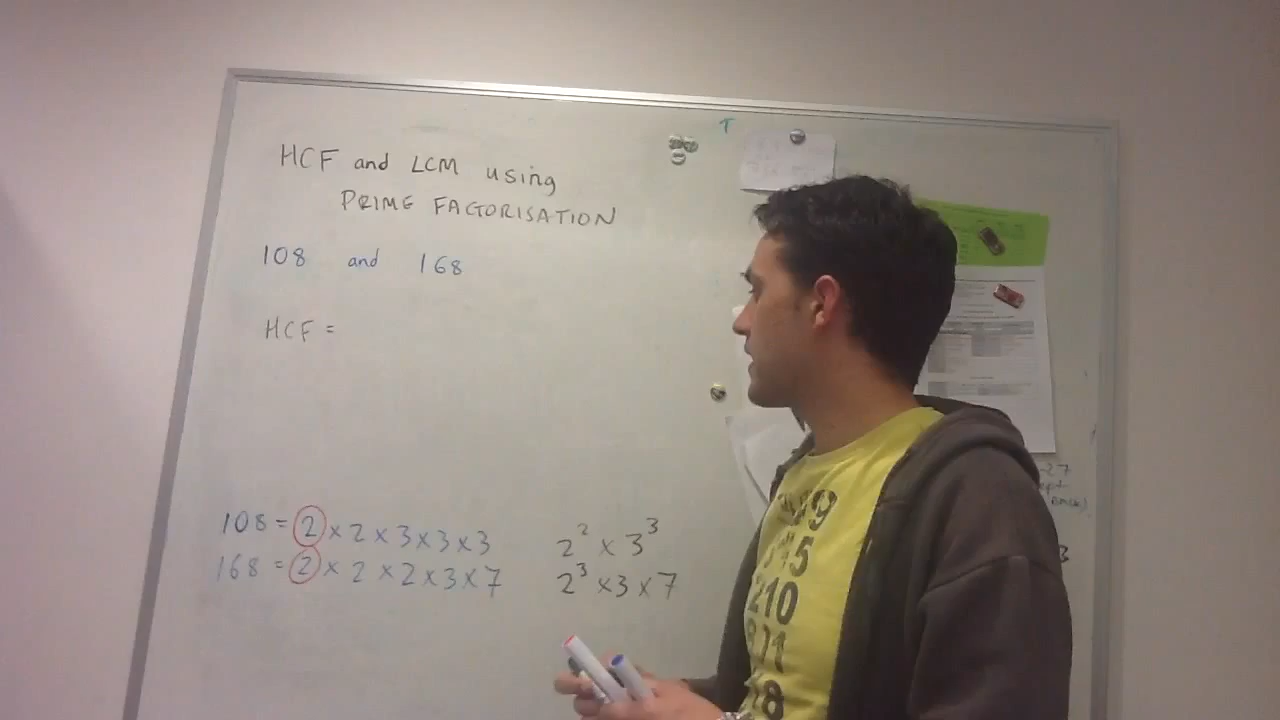 HCF and LCM using
PRIME FACTORISATION
108 and 168
HCF =
108 = 2 × 2 × 3 × 3 × 3 2² × 3³
168 = 2 × 2 × 2 × 3 × 7 2³ × 3 × 7
T
210